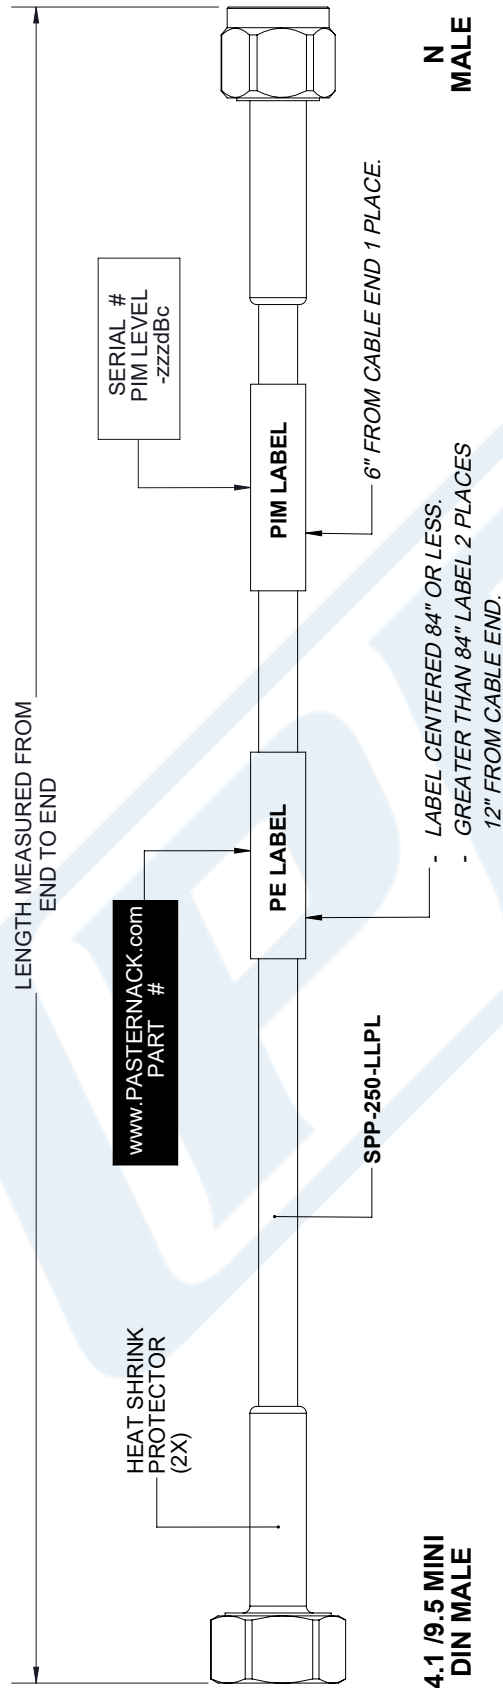 LENGTH MEASURED FROM
END TO END
HEAT SHRINK
PROTECTOR
(2X)
www.PASTERNACK.com
PART #
SERIAL #
PIM LEVEL
-zzzdBc
PE LABEL
PIM LABEL
SPP-250-LLPL
6" FROM CABLE END 1 PLACE.
- LABEL CENTERED 84" OR LESS.
- GREATER THAN 84" LABEL 2 PLACES
12" FROM CABLE END.
4.1 /9.5 MINI
DIN MALE
N
MALE